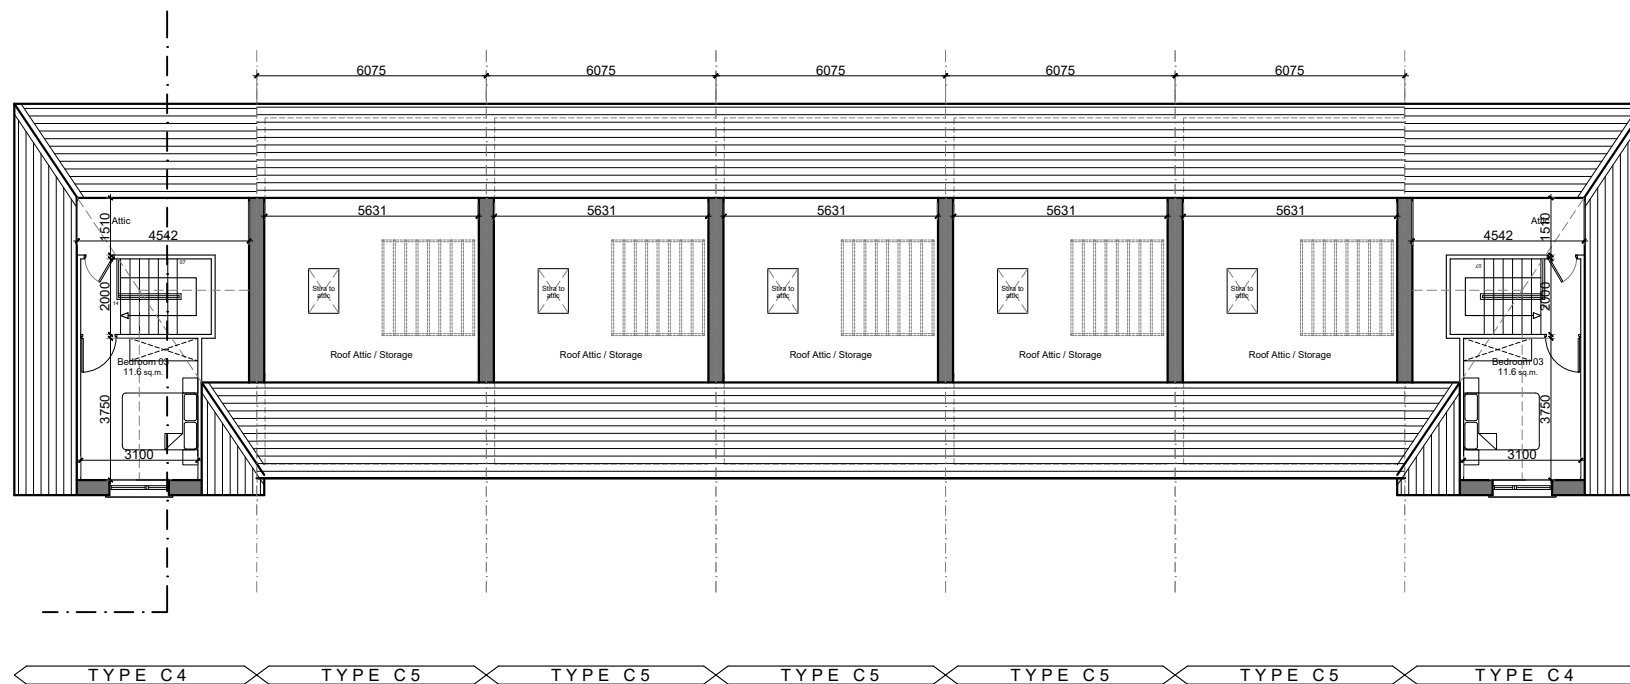 6075 6075 6075 6075 6075
5631 5631 5631 5631 5631
Attic
1510
4542
07
2000
14
Bedroom 03
11.6 sq.m.
3750
3100
Stira to
attic
Roof Attic / Storage
Stira to
attic
Roof Attic / Storage
Stira to
attic
Roof Attic / Storage
Stira to
attic
Roof Attic / Storage
Stira to
attic
Roof Attic / Storage
Attic
1510
4542
07
2000
Bedroom 03
11.6 sq.m.
3750
3100
TYPE C4 TYPE C5 TYPE C5 TYPE C5 TYPE C5 TYPE C5 TYPE C4